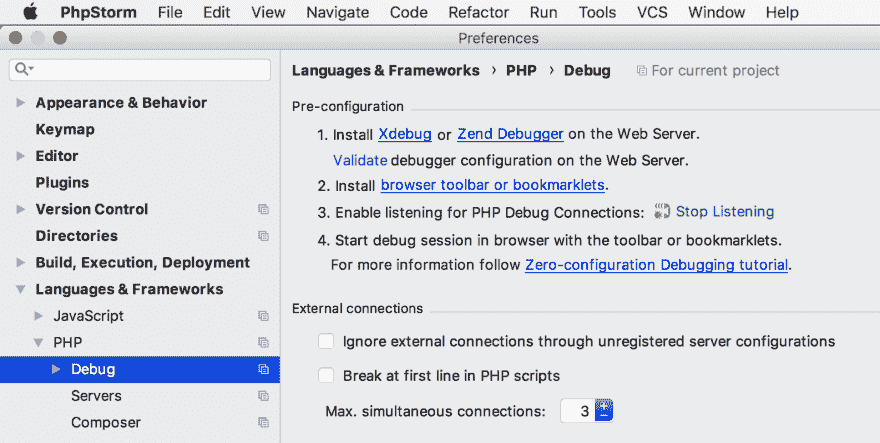 PhpStorm File Edit View Navigate Code Refactor Run Tools VCS Window Help
Preferences
Languages & Frameworks › PHP › Debug For current project
Appearance & Behavior
Keymap
Editor
Plugins
Version Control
Directories
Build, Execution, Deployment
Languages & Frameworks
JavaScript
PHP
Debug
Servers
Composer
Pre-configuration
1. Install Xdebug or Zend Debugger on the Web Server.
Validate debugger configuration on the Web Server.
2. Install browser toolbar or bookmarklets.
3. Enable listening for PHP Debug Connections: Stop Listening
4. Start debug session in browser with the toolbar or bookmarklets.
For more information follow Zero-configuration Debugging tutorial.
External connections
Ignore external connections through unregistered server configurations
Break at first line in PHP scripts
Max. simultaneous connections: 3